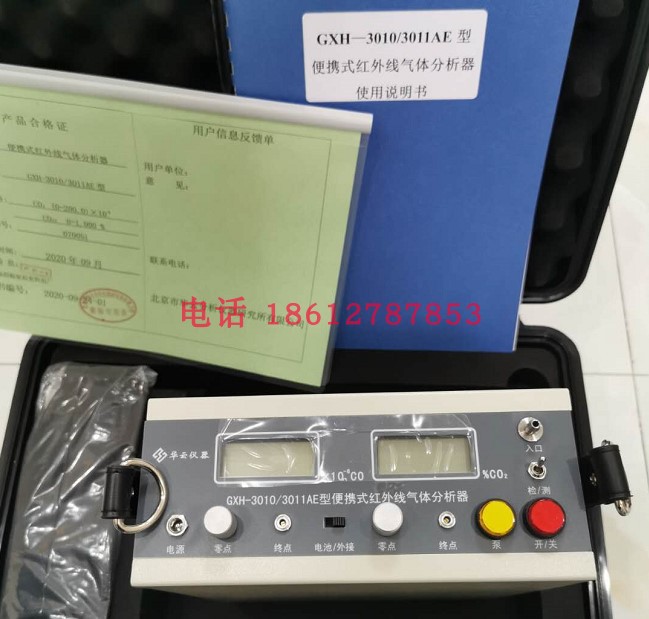 GXH—3010/3011AE 型
便携式红外线气体分析器
使用说明书
产品合格证
便携式红外线气体分析器
GXH-3010/3011AE 型
2020 年 09 月
用户信息反馈单
用户单位:
意 见:
联系电话:
电话 18612787853
华云仪器
%CO₂
入口
检/测
GXH-3010/3011AE型便携式红外线气体分析器
电源
零点
终点
电池/外接
零点
终点
泵
开/关